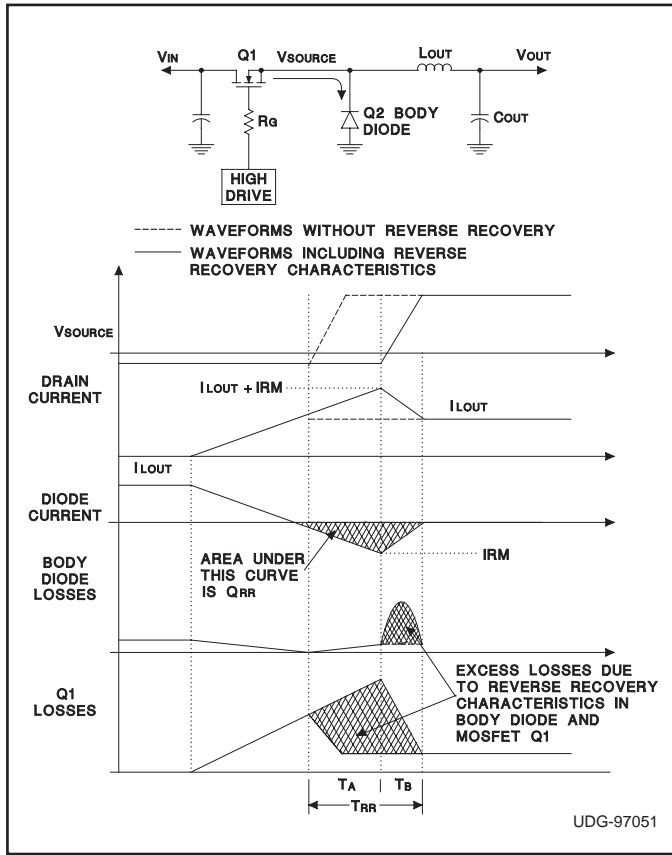 VIN Q1 VSOURCE LOUT VOUT
RG
Q2 BODY
DIODE
COUT
HIGH
DRIVE
WAVEFORMS WITHOUT REVERSE RECOVERY
WAVEFORMS INCLUDING REVERSE
RECOVERY CHARACTERISTICS
VSOURCE
DRAIN
CURRENT
ILOUT + IRM
ILOUT
ILOUT
DIODE
CURRENT
AREA UNDER
THIS CURVE
IS QRR
IRM
BODY
DIODE
LOSSES
EXCESS LOSSES DUE
TO REVERSE RECOVERY
CHARACTERISTICS IN
BODY DIODE AND
MOSFET Q1
Q1
LOSSES
TA TB
TRR
UDG-97051